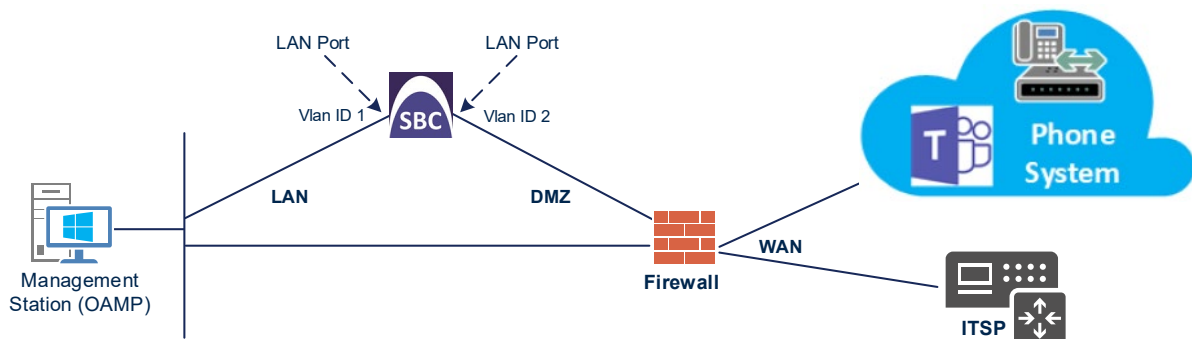 LAN Port
LAN Port
Vlan ID 1
SBC
Vlan ID 2
T
Phone
System
LAN
DMZ
WAN
Management
Station (OAMP)
Firewall
ITSP